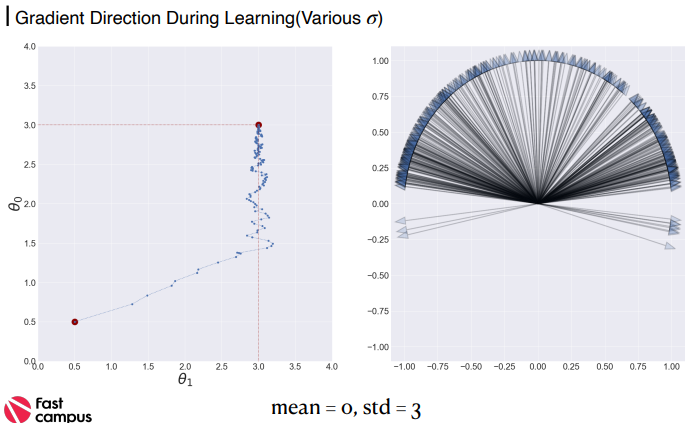 Gradient Direction During Learning(Various σ)
4.0
3.5
3.0
2.5
2.0
1.5
1.0
0.5
0.0
θ0
0.0 0.5 1.0 1.5 2.0 2.5 3.0 3.5 4.0
θ1
1.00
0.75
0.50
0.25
0.00
−0.25
−0.50
−0.75
−1.00
−1.00 −0.75 −0.50 −0.25 0.00 0.25 0.50 0.75 1.00
Fast
campus
mean = 0, std = 3